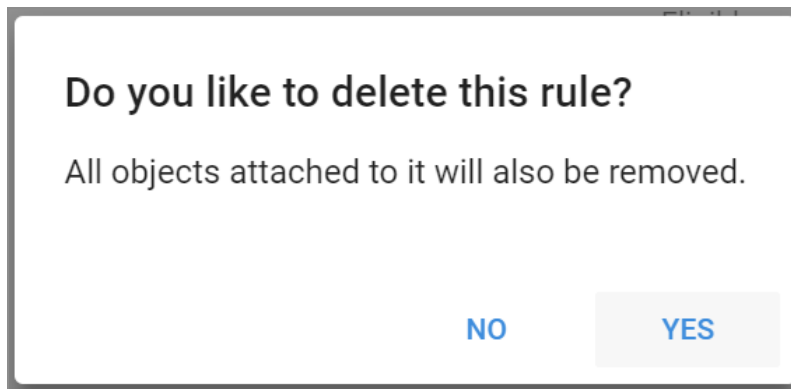 Do you like to delete this rule?
All objects attached to it will also be removed.
NO YES